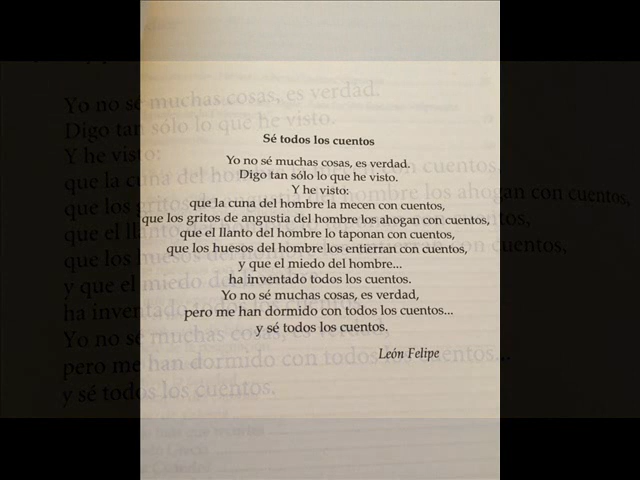 Sé todos los cuentos
Yo no sé muchas cosas, es verdad.
Digo tan sólo lo que he visto.
Y he visto:
que la cuna del hombre la mecen con cuentos,
que los gritos de angustia del hombre los ahogan con cuentos,
que el llanto del hombre lo taponan con cuentos,
que los huesos del hombre los entierran con cuentos,
y que el miedo del hombre...
ha inventado todos los cuentos.
Yo no sé muchas cosas, es verdad,
pero me han dormido con todos los cuentos...
y sé todos los cuentos.
León Felipe